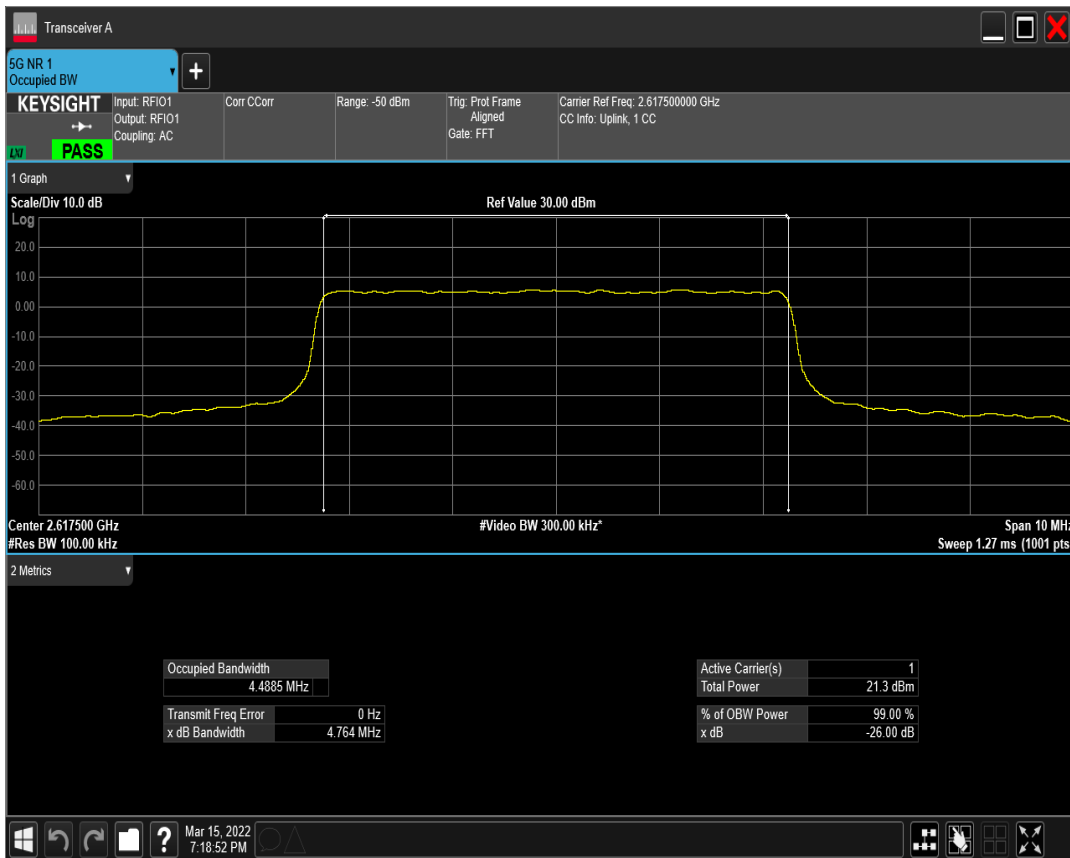 Transceiver A
5G NR 1
Occupied BW
+
KEYSIGHT
LXI
PASS
Input: RFIO1
Output: RFIO1
Coupling: AC
Corr CCorr
Range: -50 dBm
Trig: Prot Frame
Aligned
Gate: FFT
Carrier Ref Freq: 2.617500000 GHz
CC Info: Uplink, 1 CC
1 Graph
Scale/Div 10.0 dB
Ref Value 30.00 dBm
Log
20.0
10.0
0.00
-10.0
-20.0
-30.0
-40.0
-50.0
-60.0
Center 2.617500 GHz
#Video BW 300.00 kHz*
Span 10 MHz
#Res BW 100.00 kHz
Sweep 1.27 ms (1001 pts
2 Metrics
Occupied Bandwidth
4.4885 MHz
Transmit Freq Error 0 Hz
x dB Bandwidth 4.764 MHz
Active Carrier(s) 1
Total Power 21.3 dBm
% of OBW Power 99.00 %
x dB -26.00 dB
?
Mar 15, 2022
7:18:52 PM